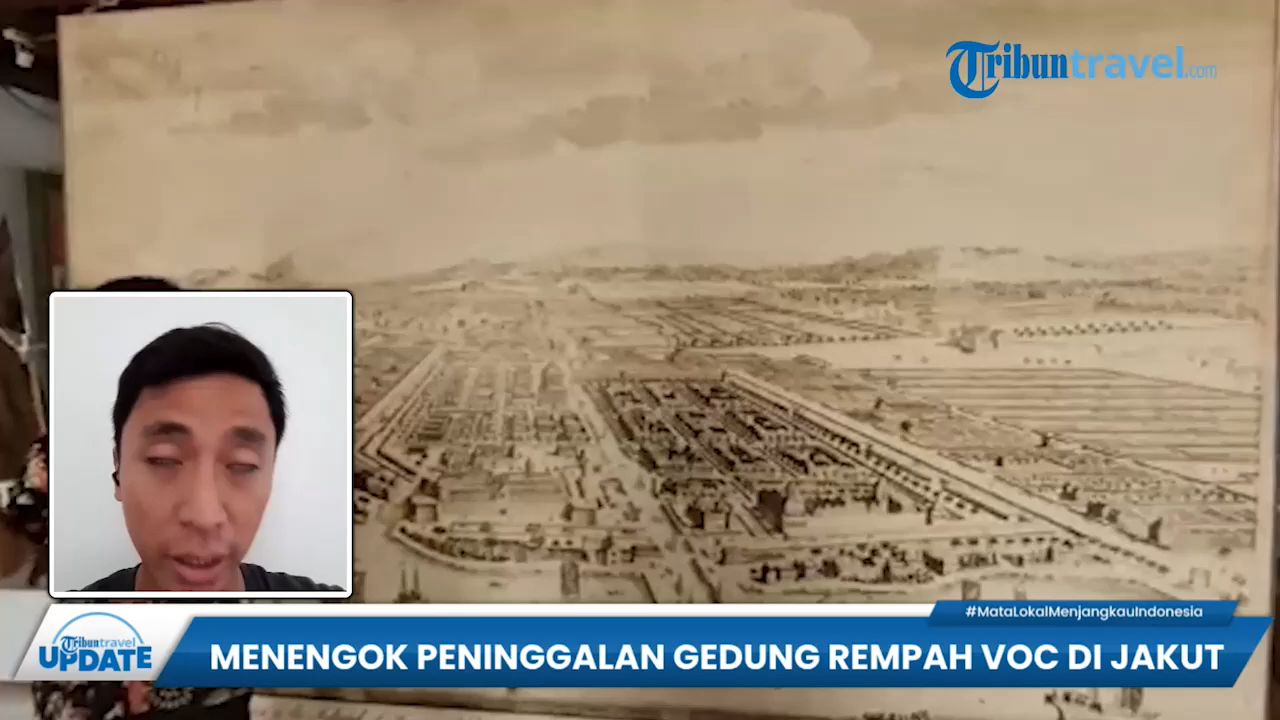 Tribuntravel.com
#MataLokalMenjangkauIndonesia
Tribuntravel
UPDATE
MENENGOK PENINGGALAN GEDUNG REMPAH VOC DI JAKUT